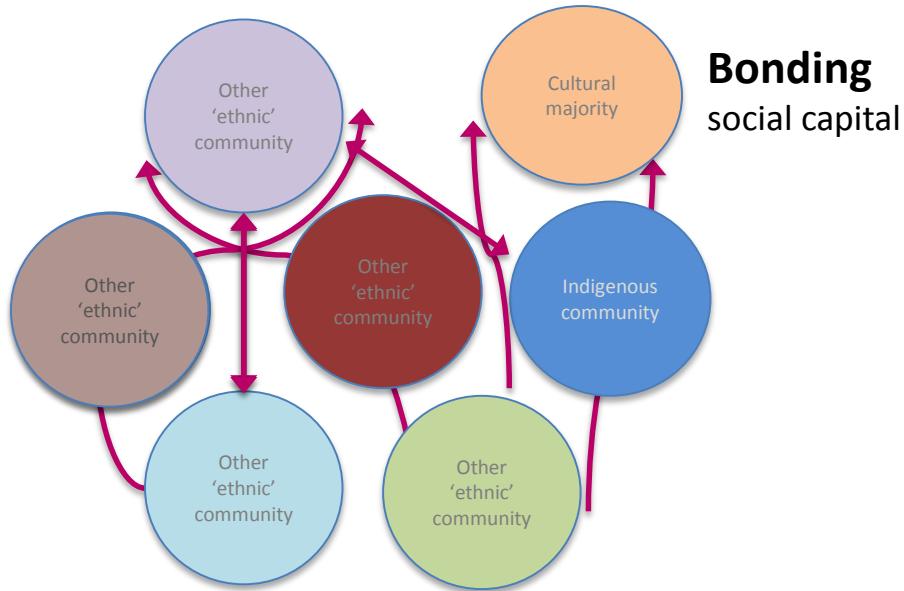 Other
‘ethnic’
community
Cultural
majority
Bonding
social capital
Other
‘ethnic’
community
Other
‘ethnic’
community
Indigenous
community
Other
‘ethnic’
community
Other
‘ethnic’
community